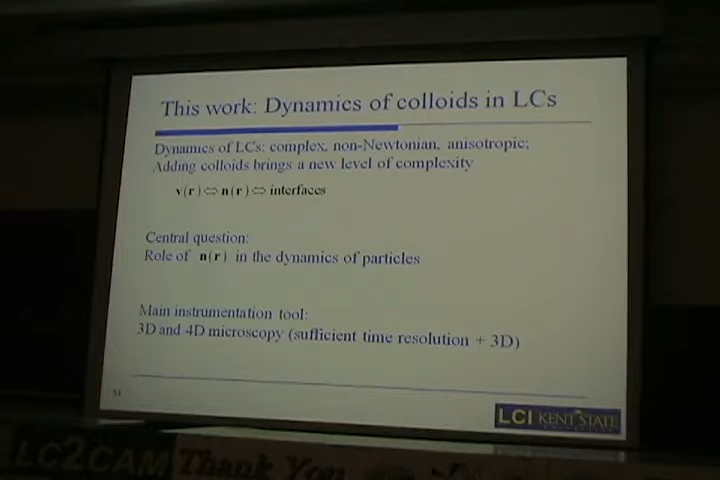 This work: Dynamics of colloids in LCs
Dynamics of LCs: complex, non-Newtonian, anisotropic;
Adding colloids brings a new level of complexity
v(r)⇔n(r)⇔interfaces
Central question:
Role of n(r) in the dynamics of particles
Main instrumentation tool:
3D and 4D microscopy (sufficient time resolution + 3D)
LCI KENT STATE
LC2CAM Thank You